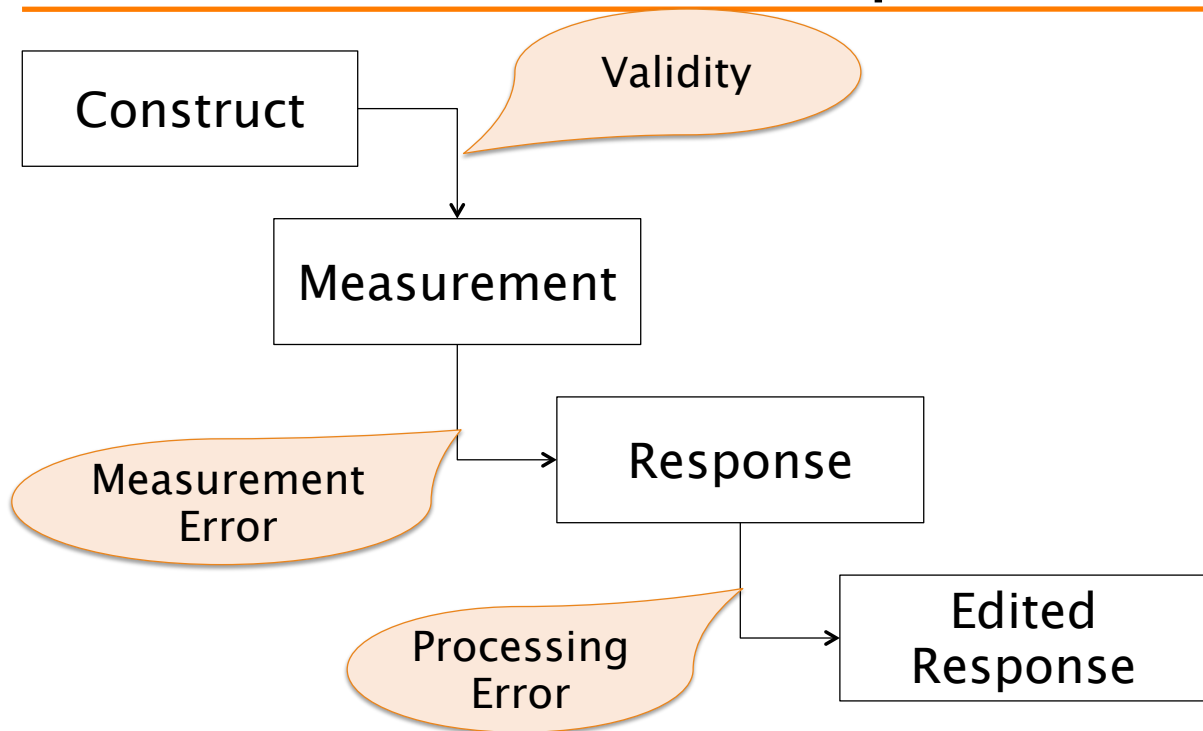 Construct
Validity
Measurement
Measurement
Error
Response
Processing
Error
Edited
Response